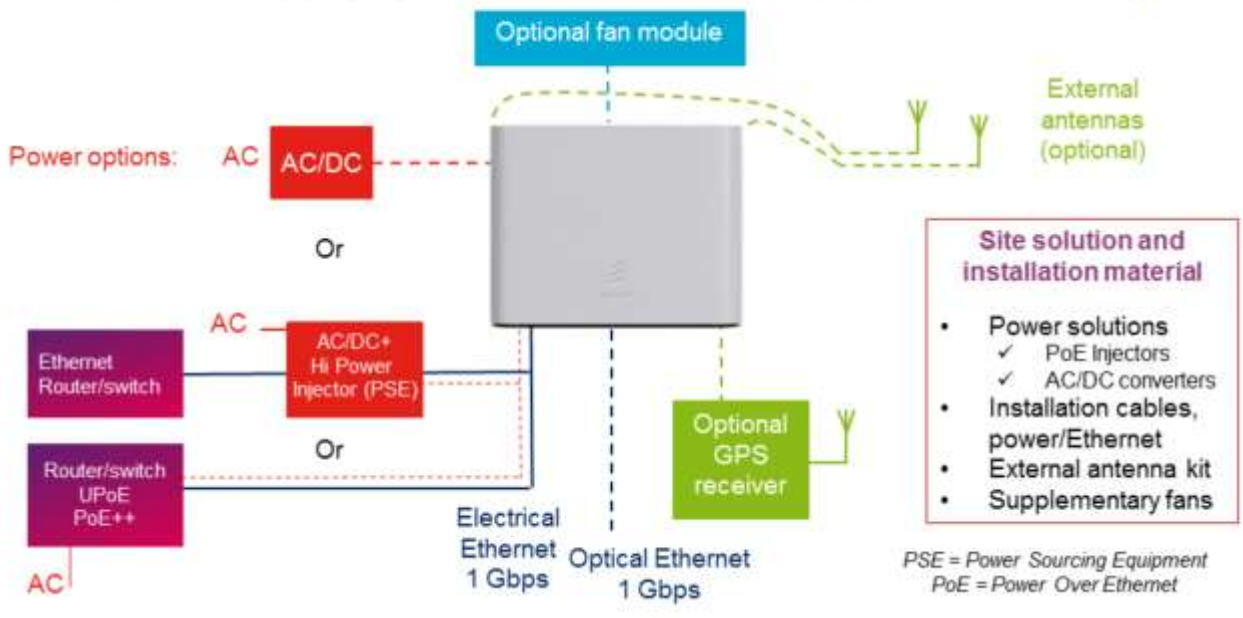 Optional fan module
External
antennas
(optional)
Power options:
AC
AC/DC
Or
AC
Ethernet
Router/switch
AC/DC+
Hi Power
Injector (PSE)
Or
Router/switch
UPoE
PoE++
AC
Electrical
Ethernet
1 Gbps
Optical Ethernet
1 Gbps
Optional
GPS
receiver
Site solution and
installation material
• Power solutions
✓ PoE Injectors
✓ AC/DC converters
• Installation cables,
power/Ethernet
• External antenna kit
• Supplementary fans
PSE = Power Sourcing Equipment
PoE = Power Over Ethernet